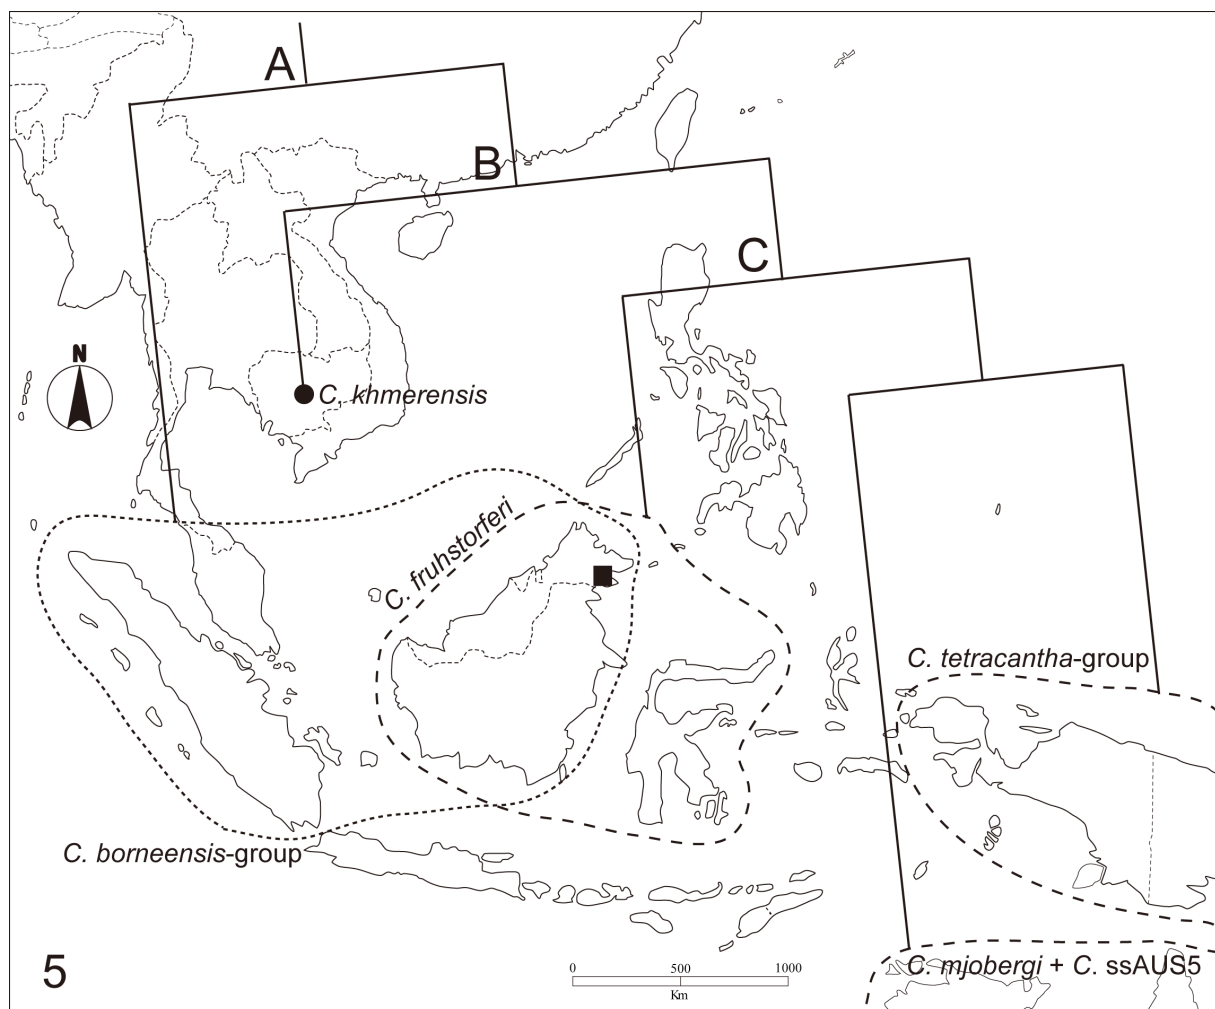 A
B
C
N
C. khmerensis
C. fruhstorferi
C. tetracantha-group
C. borneensis-group
5
0 500 1000
Km
C. mjobergi + C. ssAUS5